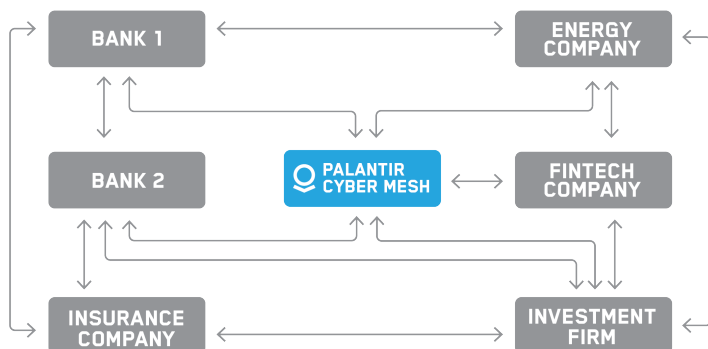 BANK 1
ENERGY
COMPANY
BANK 2
PALANTIR
CYBER MESH
FINTECH
COMPANY
INSURANCE
COMPANY
INVESTMENT
FIRM